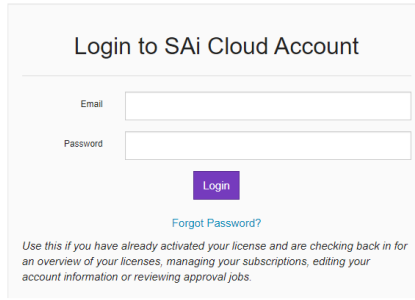 Login to SAi Cloud Account
Email
Password
Login
Forgot Password?
Use this if you have already activated your license and are checking back in for
an overview of your licenses, managing your subscriptions, editing your
account information or reviewing approval jobs.